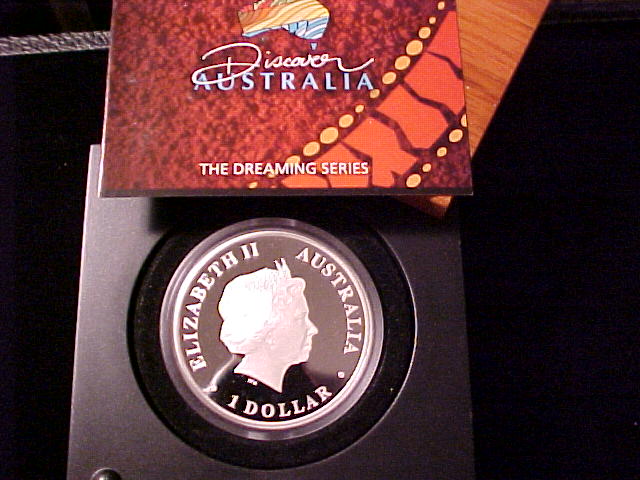 Discover
AUSTRALIA
THE DREAMING SERIES
ELIZABETH II
AUSTRALIA
1 DOLLAR